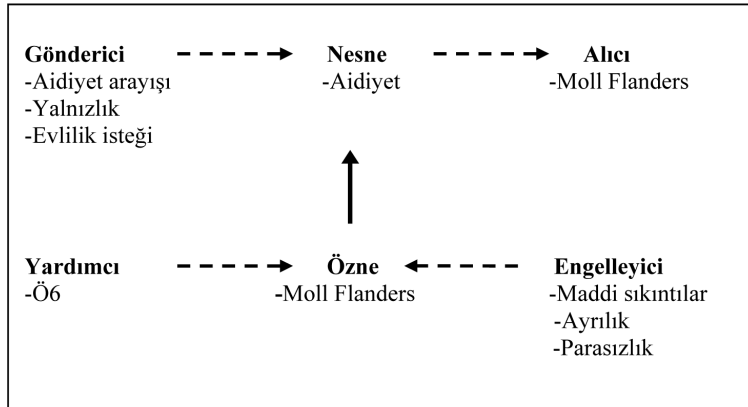 Gönderici
-Aidiyet arayışı
-Yalnızlık
-Evlilik isteği
Nesne
-Aidiyet
Alıcı
-Moll Flanders
Yardımcı
-Ö6
Özne
-Moll Flanders
Engelleyici
-Maddi sıkıntılar
-Ayrılık
-Parasızlık